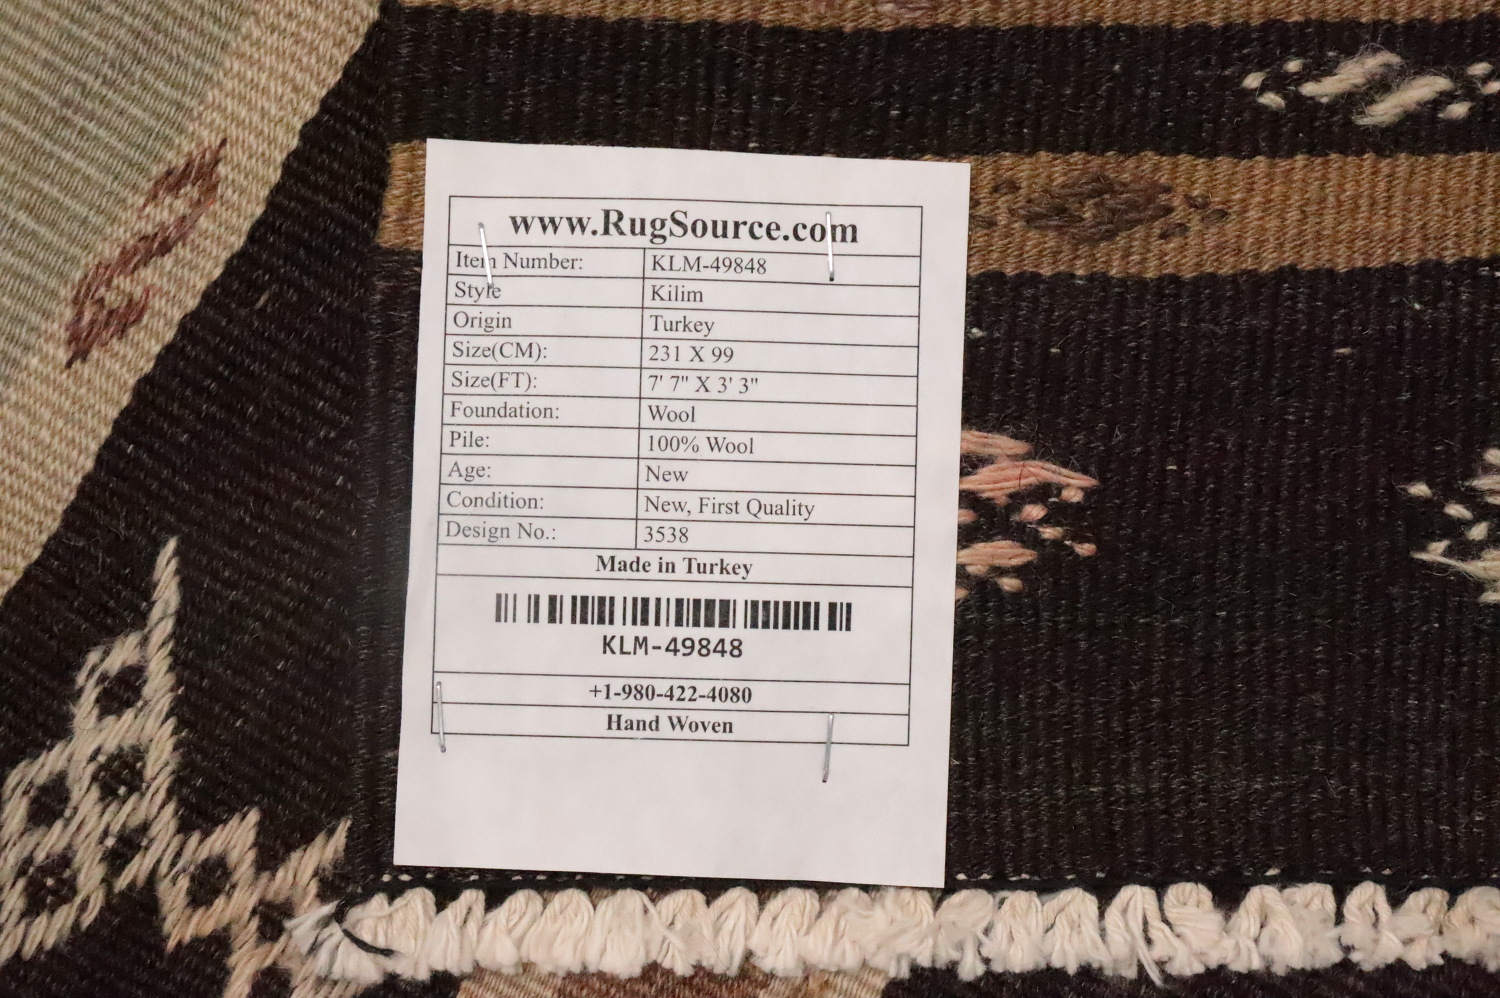 www.RugSource.com
Item Number: KLM-49848
Style Kilim
Origin Turkey
Size(CM): 231 X 99
Size(FT): 7' 7" X 3' 3"
Foundation: Wool
Pile: 100% Wool
Age: New
Condition: New, First Quality
Design No.: 3538
Made in Turkey
KLM-49848
+1-980-422-4080
Hand Woven